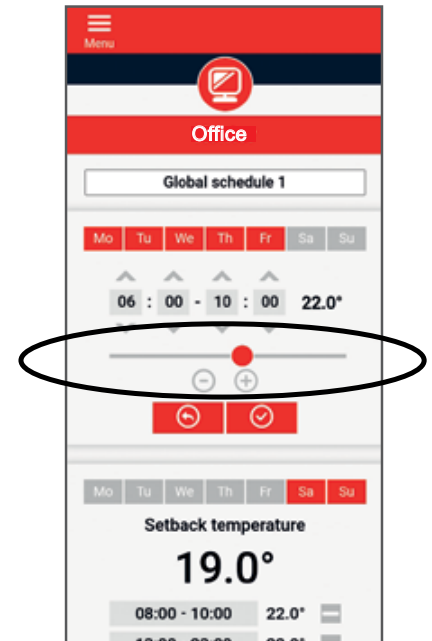 Menu
Office
Global schedule 1
Mo Tu We Th Fr Sa Su
06 : 00 - 10 : 00 22.0°
Mo Tu We Th Fr Sa Su
Setback temperature
19.0°
08:00 - 10:00 22.0°